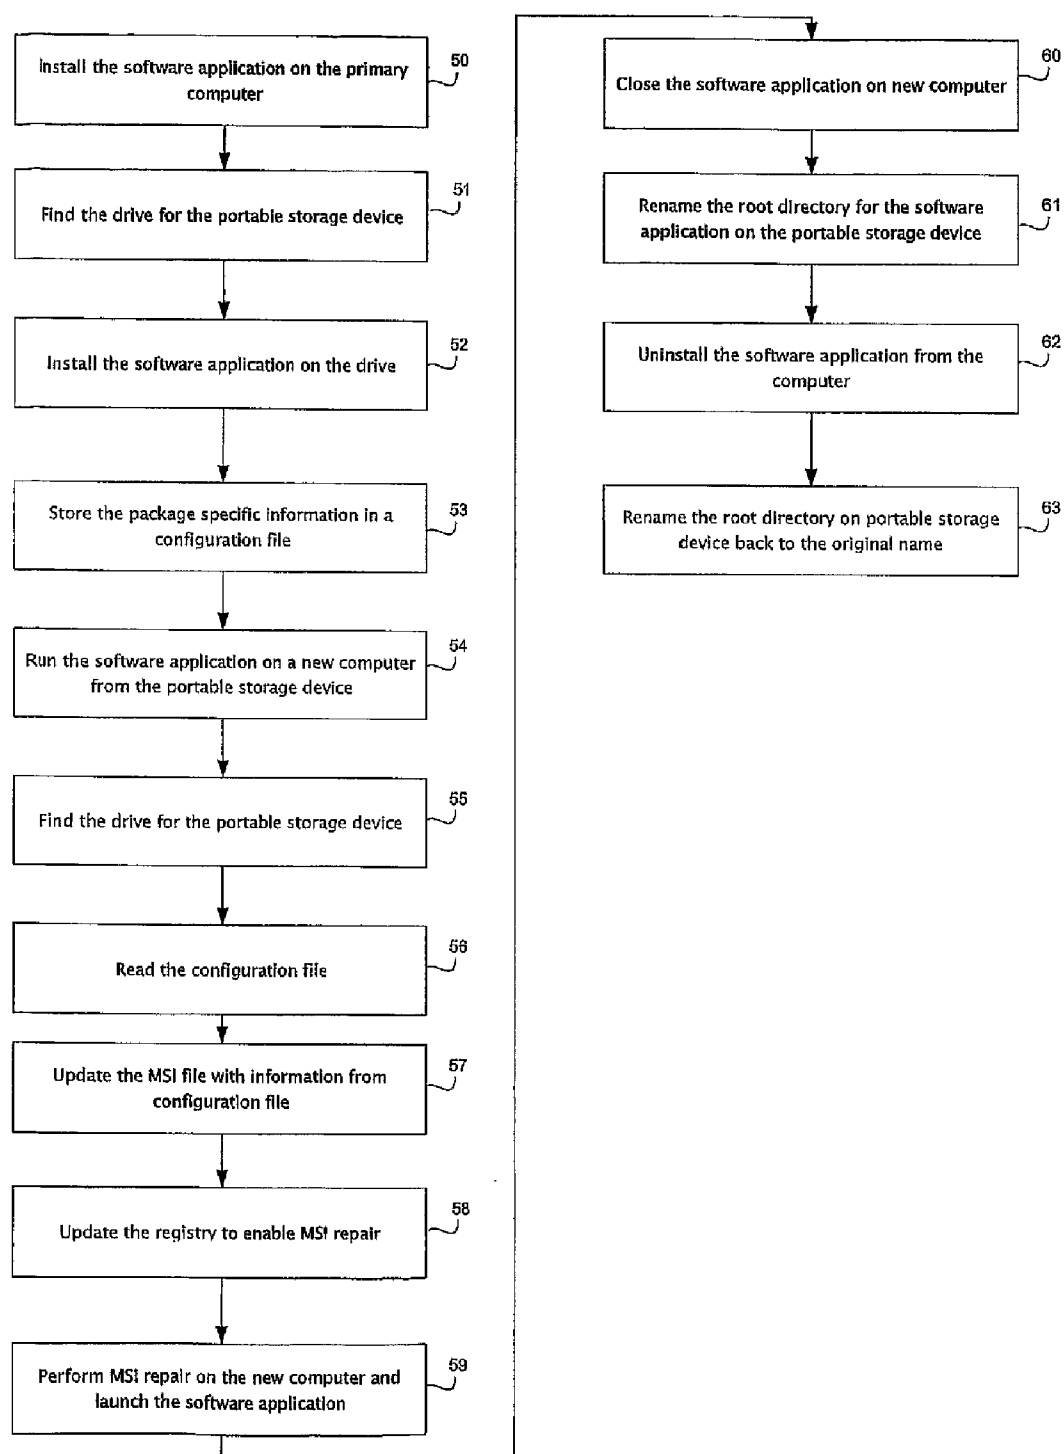 Install the software application on the primary
computer
50
Find the drive for the portable storage device
51
Install the software application on the drive
52
Store the package specific information in a
configuration file
53
Run the software application on a new computer
from the portable storage device
54
Find the drive for the portable storage device
55
Read the configuration file
56
Update the MSI file with information from
configuration file
57
Update the registry to enable MSI repair
58
Perform MSI repair on the new computer and
launch the software application
59
Close the software application on new computer
60
Rename the root directory for the software
application on the portable storage device
61
Uninstall the software application from the
computer
62
Rename the root directory on portable storage
device back to the original name
63